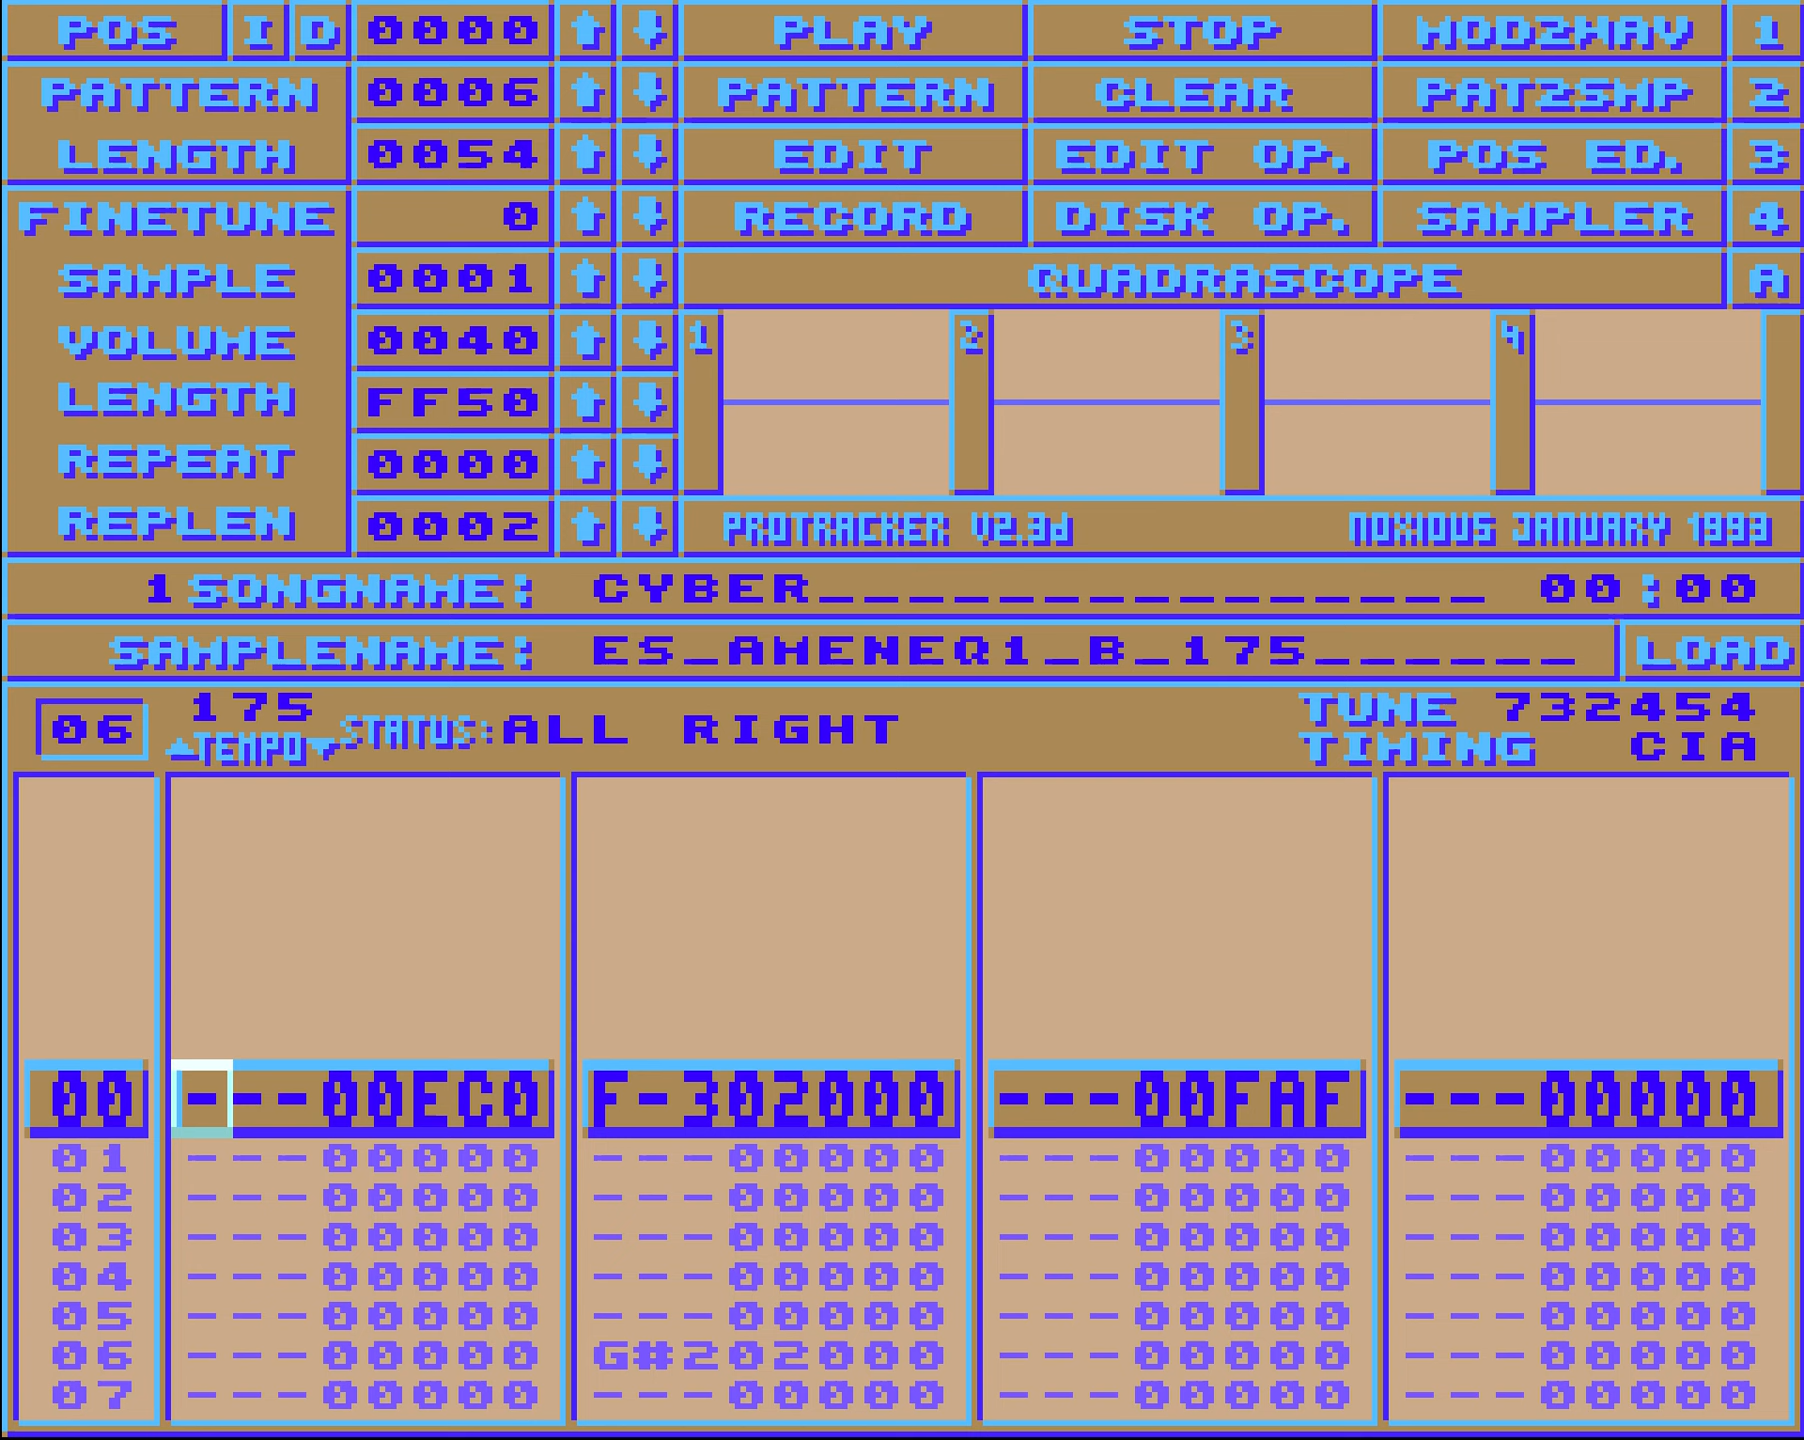 POS I D 0000 PLAY STOP MOD2WAV 1
PATTERN 0006 PATTERN CLEAR PAT2SMP 2
LENGTH 0054 EDIT EDIT OP. POS ED. 3
FINETUNE 0 RECORD DISK OP. SAMPLER 4
SAMPLE 0001 QUADRASCOPE A
VOLUME 0040 1 2 3 4
LENGTH FF50
REPEAT 0000
REPLEN 0002 PROTRACKER V2.3d NOXIOUS JANUARY 1993
1 SONGNAME: CYBER_______________ 00:00
SAMPLENAME: ES_AMENEQ1_B_175______ LOAD
06 175 TEMPO STATUS: ALL RIGHT TUNE 732454
TIMING CIA
00 ---00EC0 F-302000 ---00FAF ---00000
01 ---00000 ---00000 ---00000 ---00000
02 ---00000 ---00000 ---00000 ---00000
03 ---00000 ---00000 ---00000 ---00000
04 ---00000 ---00000 ---00000 ---00000
05 ---00000 ---00000 ---00000 ---00000
06 ---00000 G#202000 ---00000 ---00000
07 ---00000 ---00000 ---00000 ---00000